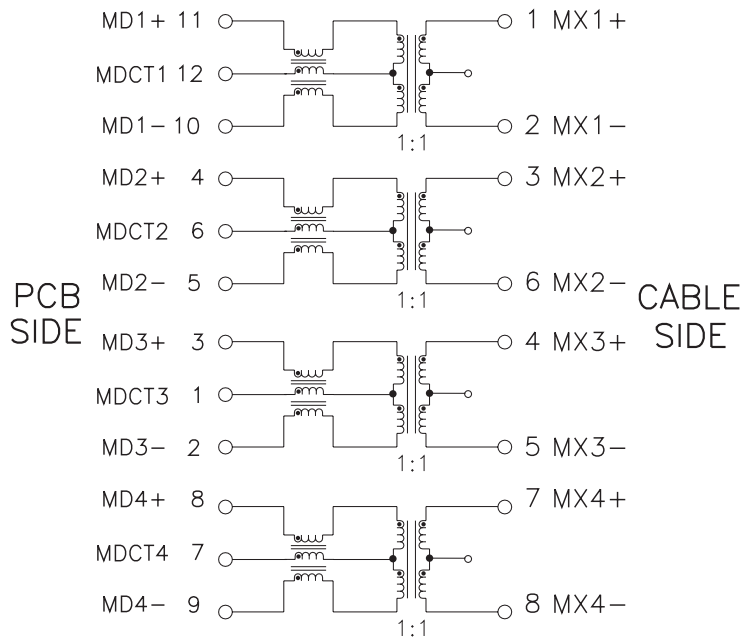 MD1+ 11
1 MX1+
MDCT1 12
MD1- 10
2 MX1-
1:1
MD2+ 4
3 MX2+
MDCT2 6
MD2- 5
6 MX2-
1:1
PCB
SIDE
CABLE
SIDE
MD3+ 3
4 MX3+
MDCT3 1
MD3- 2
5 MX3-
1:1
MD4+ 8
7 MX4+
MDCT4 7
MD4- 9
8 MX4-
1:1